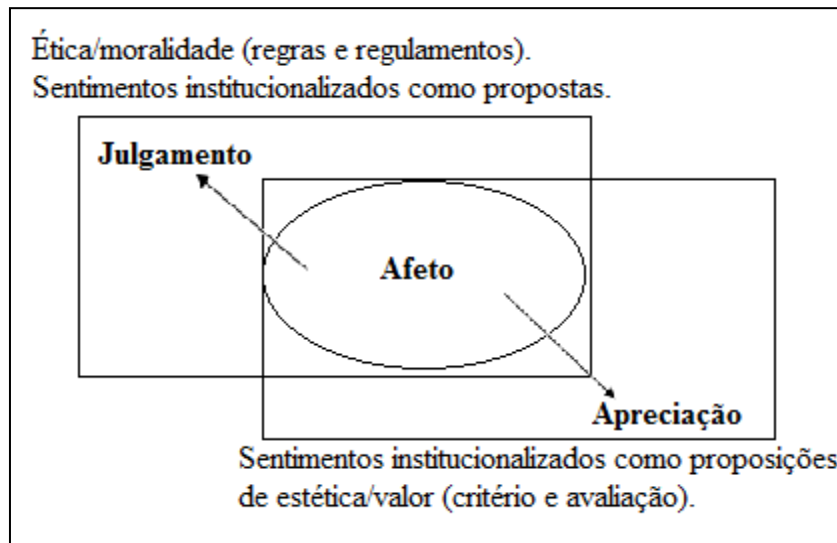 Ética/moralidade (regras e regulamentos).
Sentimentos institucionalizados como propostas.
Julgamento
Afeto
Apreciação
Sentimentos institucionalizados como proposições
de estética/valor (critério e avaliação).